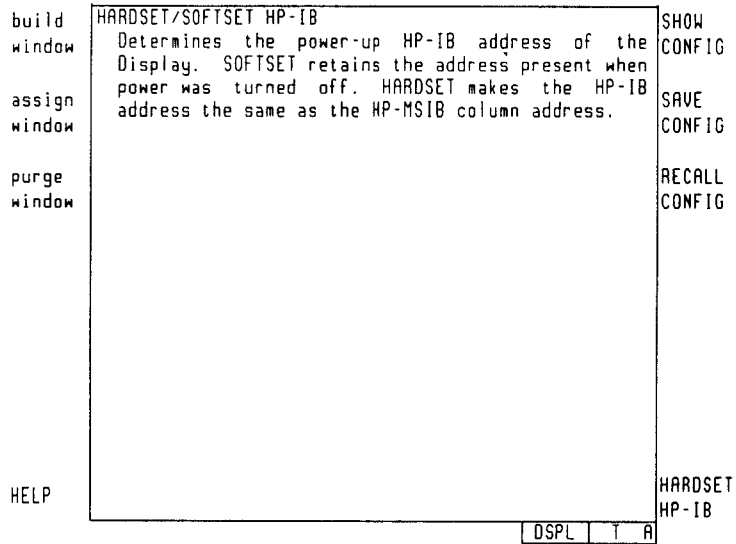 build
window
assign
window
purge
window
HELP
HARDSET/SOFTSET HP-IB
Determines the power-up HP-IB address of the
Display. SOFTSET retains the address present when
power was turned off. HARDSET makes the HP-IB
address the same as the HP-MSIB column address.
SHOW
CONFIG
SAVE
CONFIG
RECALL
CONFIG
HARDSET
HP-IB
DSPL T A